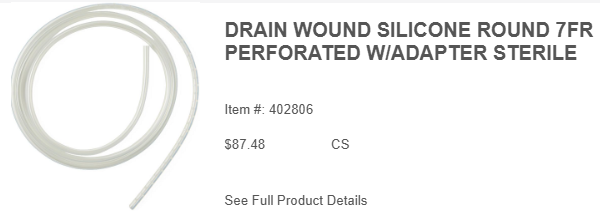 DRAIN WOUND SILICONE ROUND 7FR
PERFORATED W/ADAPTER STERILE
Item #: 402806
$87.48 CS
See Full Product Details